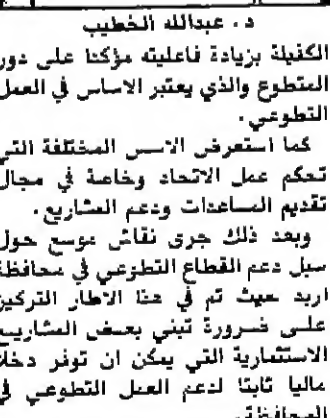 د. عبدالله الخطيب
الكفيلة بزيادة فاعليته مؤكدا على دور
المتطوع والذي يعتبر الاساس في العمل
التطوعي.
كما استعرض الاسس المختلفة التي
تحكم عمل الاتحاد وخاصة في مجال
تقديم المساعدات ودعم المشاريع.
وبعد ذلك جرى نقاش موسع حول
سبل دعم القطاع التطوعي في محافظة
اربد حيث تم في هذا الاطار التركيز
على ضرورة تبني بعض المشاريع
الاستثمارية التي يمكن ان توفر دخلا
ماليا ثابتا لدعم العمل التطوعي في
المحافظة.